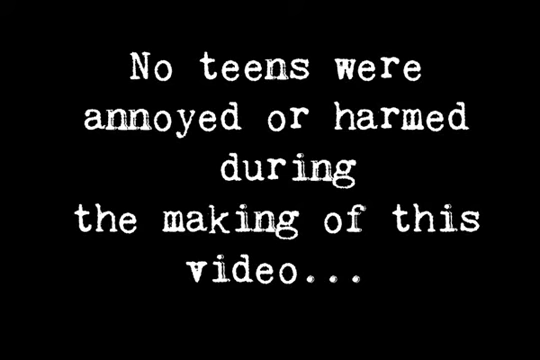 No teens were
annoyed or harmed
during
the making of this
video...